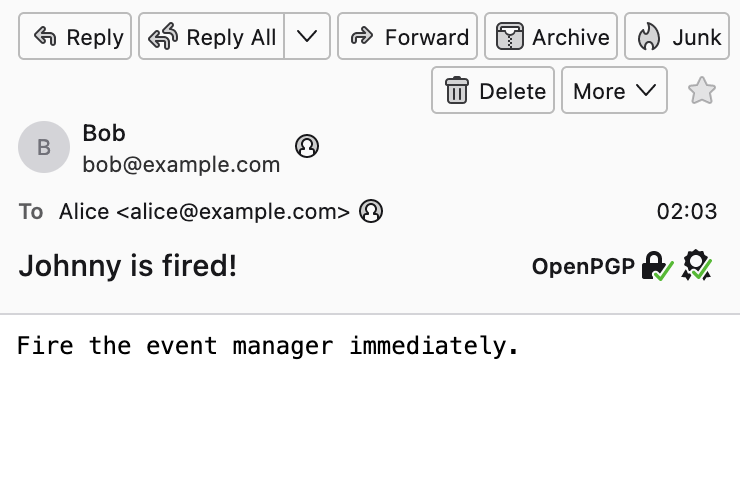 Reply
Reply All
Forward
Archive
Junk
Delete
More
B
Bob
bob@example.com
To Alice <alice@example.com>
02:03
Johnny is fired!
OpenPGP
Fire the event manager immediately.